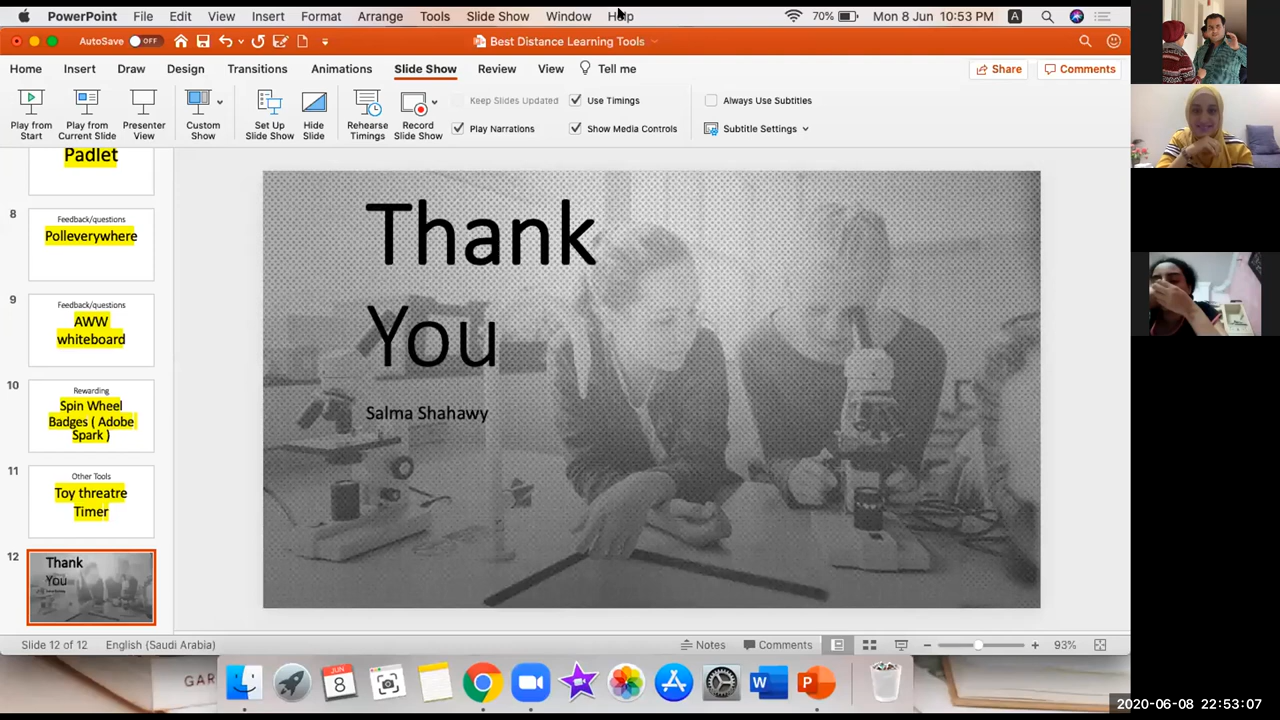 PowerPoint File Edit View Insert Format Arrange Tools Slide Show Window Help 70% Mon 8 Jun 10:53 PM A
AutoSave OFF Best Distance Learning Tools
Home Insert Draw Design Transitions Animations Slide Show Review View Tell me Share Comments
Keep Slides Updated Use Timings Always Use Subtitles
Play from Start Play from Current Slide Presenter View Custom Show Set Up Slide Show Hide Slide Rehearse Timings Record Slide Show Play Narrations Show Media Controls Subtitle Settings
Padlet
8 Feedback/questions
Polleverywhere
9 Feedback/questions
AWW
whiteboard
10 Rewarding
Spin Wheel
Badges ( Adobe
Spark )
11 Other Tools
Toy threatre
Timer
12 Thank
You
Thank
You
Salma Shahawy
Slide 12 of 12 English (Saudi Arabia) Notes Comments 93%
GAR
JUN
8
W
P
2020-06-08 22:53:07